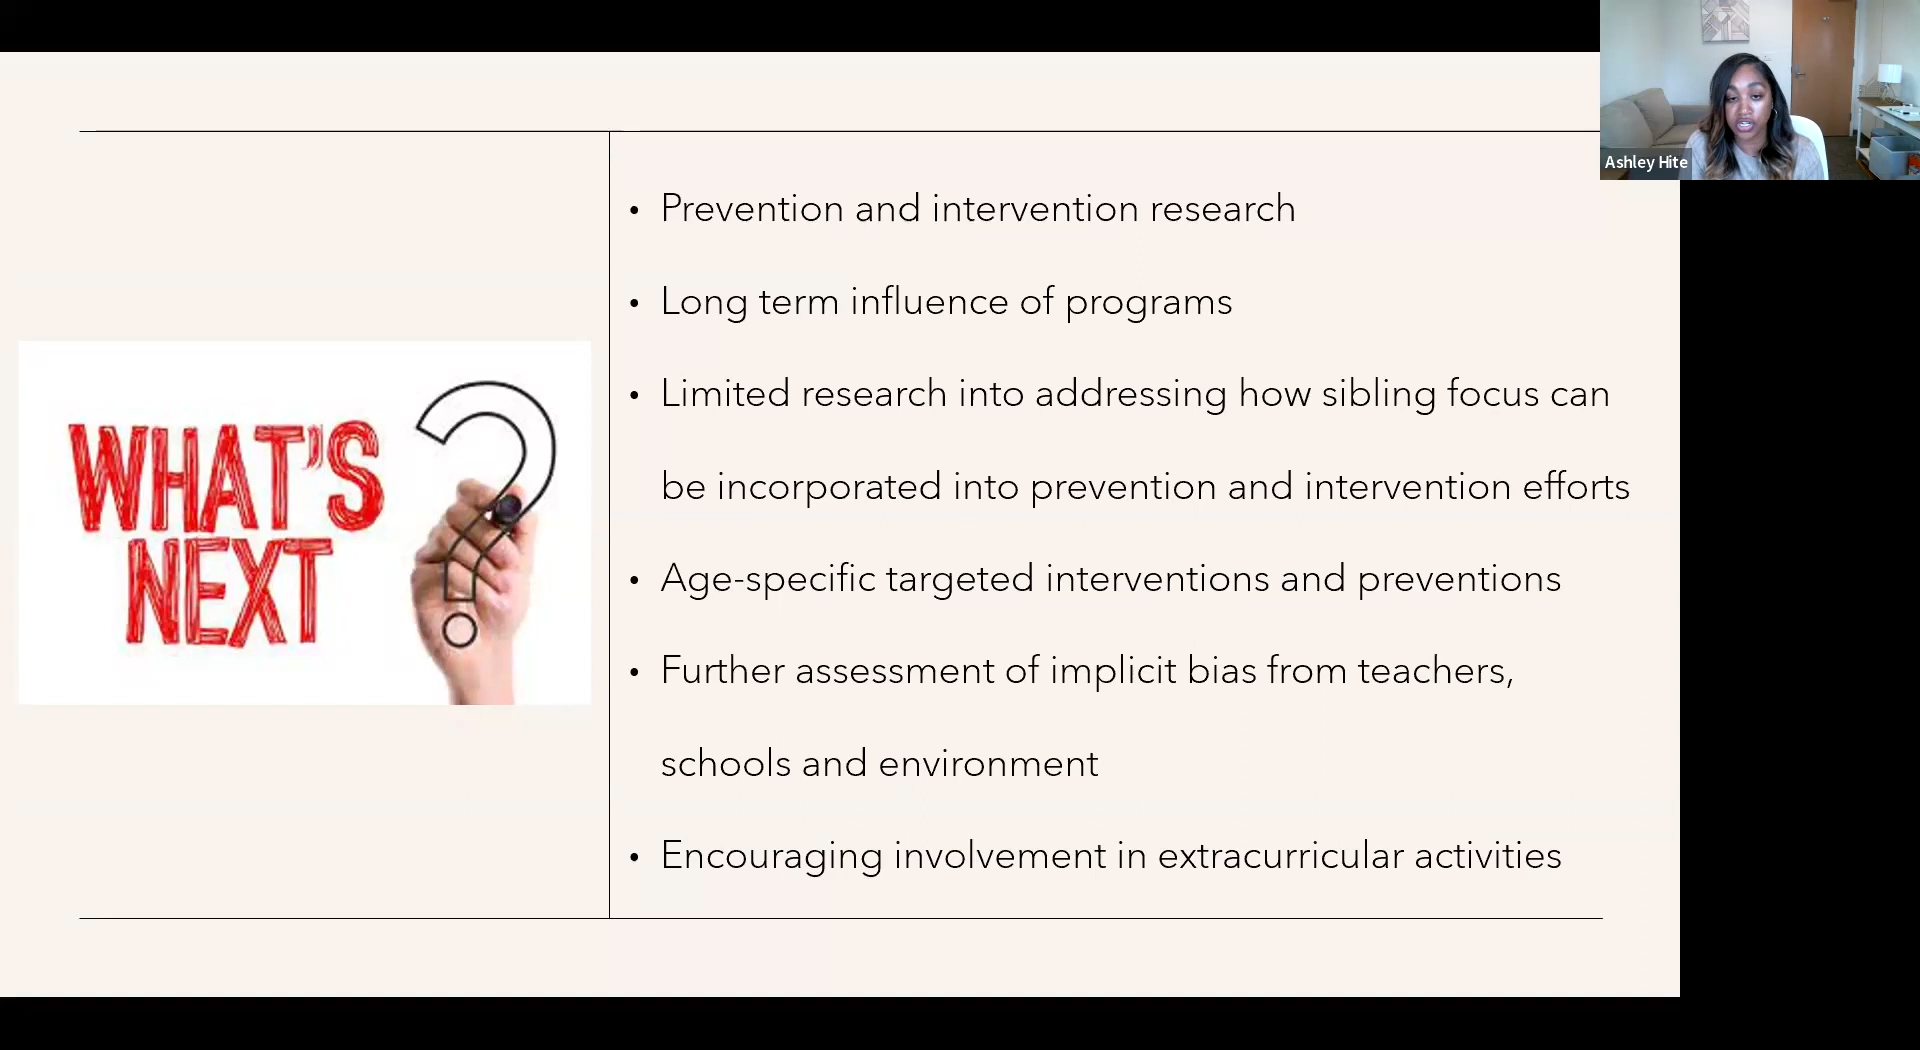 Ashley Hite
WHAT'S
NEXT
?
• Prevention and intervention research
• Long term influence of programs
• Limited research into addressing how sibling focus can
be incorporated into prevention and intervention efforts
• Age-specific targeted interventions and preventions
• Further assessment of implicit bias from teachers,
schools and environment
• Encouraging involvement in extracurricular activities